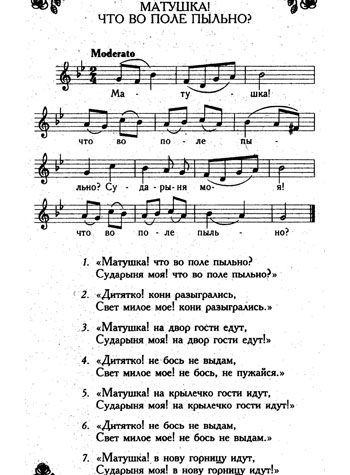 МАТУШКА!
ЧТО ВО ПОЛЕ ПЫЛЬНО?
Moderato
2
4
Ма - ту - шка!
что во по - ле пы -
льно? Су - да - ры-ня мо - я!
что во по - ле пыль - но?
1. «Матушка! что во поле пыльно?
Сударыня моя! что во поле пыльно?»
2. «Дитятко! кони разыгрались,
Свет милое мое! кони разыгрались.»
3. «Матушка! на двор гости едут,
Сударыня моя! на двор гости едут!»
4. «Дитятко! не бось не выдам,
Свет милое мое! не бось, не пужайся.»
5. «Матушка! на крылечко гости идут,
Сударыня моя! на крылечко гости идут!»
6. «Дитятко! не бось не выдам,
Свет милое мое! не бось не выдам.»
7. «Матушка! в нову горницу идут,
Сударыня моя! в нову горницу идут!»